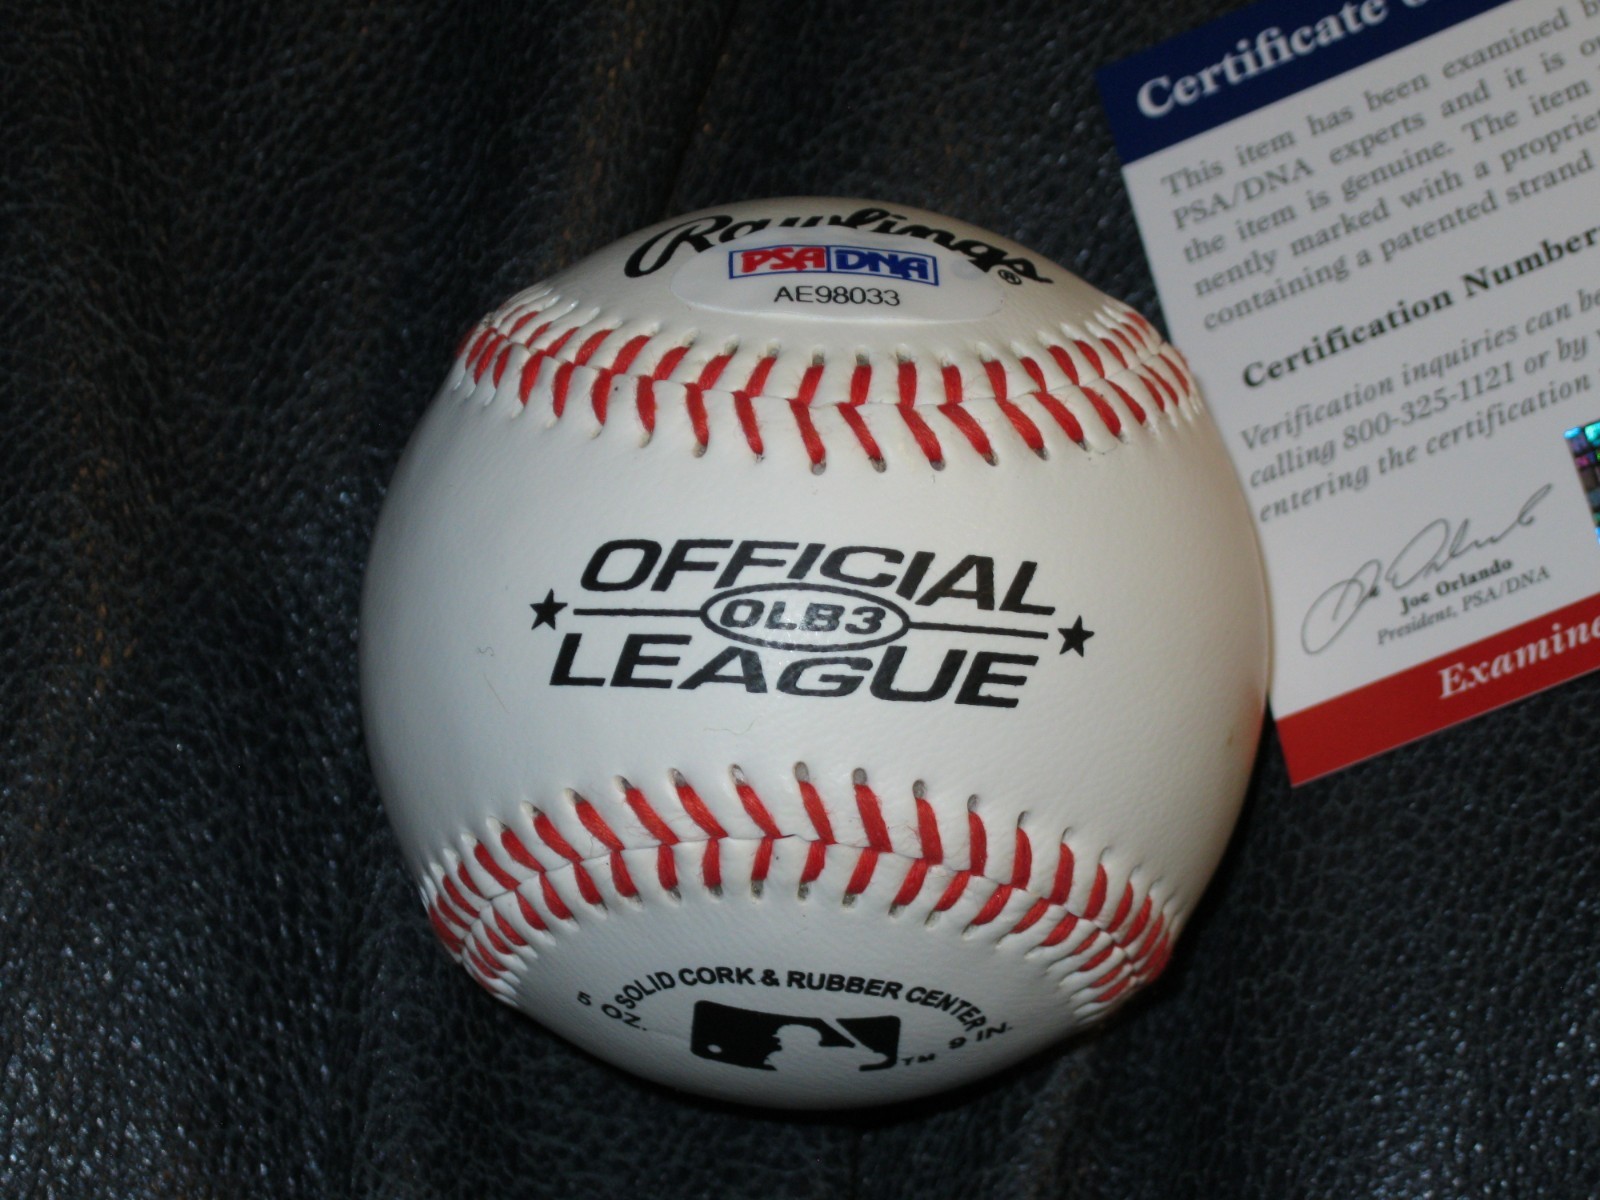 Rawlings®
PSA DNA
AE98033
OFFICIAL
OLB3
LEAGUE
SOLID CORK & RUBBER CENTER
5 OZ.
9 IN.
TM
Certificate
This item has been examined
PSA/DNA experts and it is
the item is genuine. The item
nently marked with a
containing a patented strand
Certification Number
Verification inquiries can be
calling 800-325-1121 or by
entering the certification
Joe Orlando
Joe Orlando
President, PSA/DNA